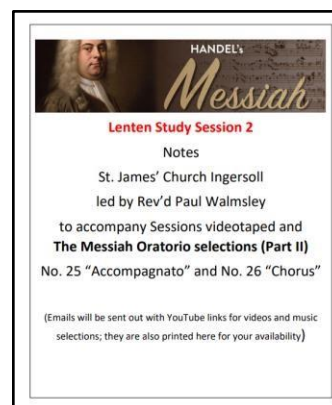 HANDEL's
Messiah
Lenten Study Session 2
Notes
St. James' Church Ingersoll
led by Rev'd Paul Walmsley
to accompany Sessions videotaped and
The Messiah Oratorio selections (Part II)
No. 25 "Accompagnato" and No. 26 "Chorus"
(Emails will be sent out with YouTube links for videos and music
selections; they are also printed here for your availability)